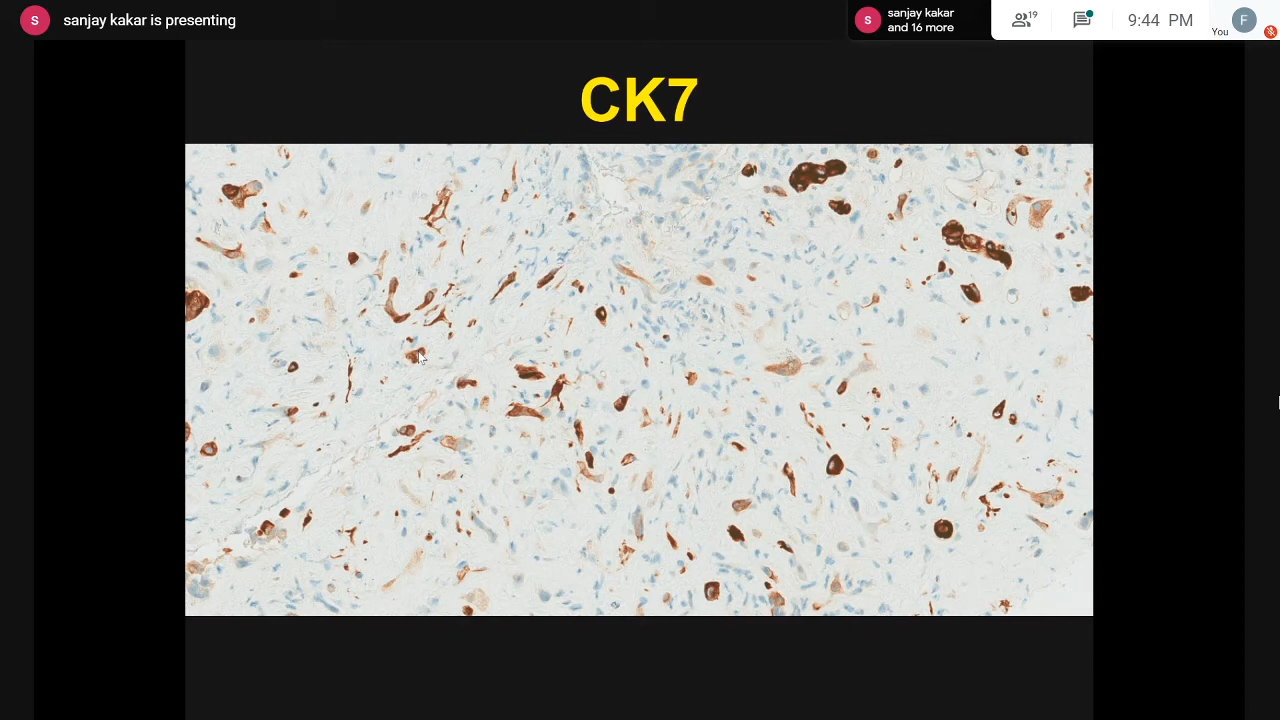 S
sanjay kakar is presenting
S
sanjay kakar
and 16 more
19
9:44 PM
You
F
CK7